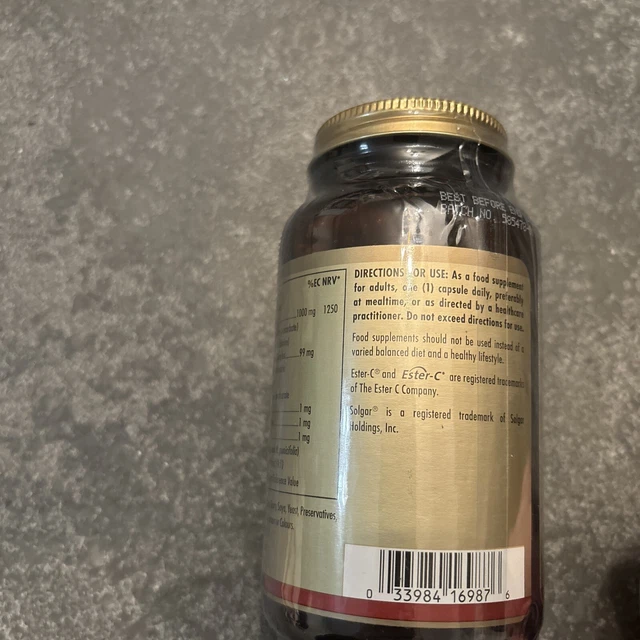 BEST BEFORE
BATCH NO.
%EC NRV*
1000 mg 1250
99 mg
1 mg
1 mg
1 mg
Yeast, Preservatives,
DIRECTIONS FOR USE: As a food supplement
for adults, one (1) capsule daily, preferably
at mealtime, or as directed by a healthcare
practitioner. Do not exceed directions for use.
Food supplements should not be used instead of a
varied balanced diet and a healthy lifestyle.
Ester-C® and Ester-C® are registered trademarks
of The Ester C Company.
Solgar® is a registered trademark of Solgar
Holdings, Inc.
0 33984 16987 6